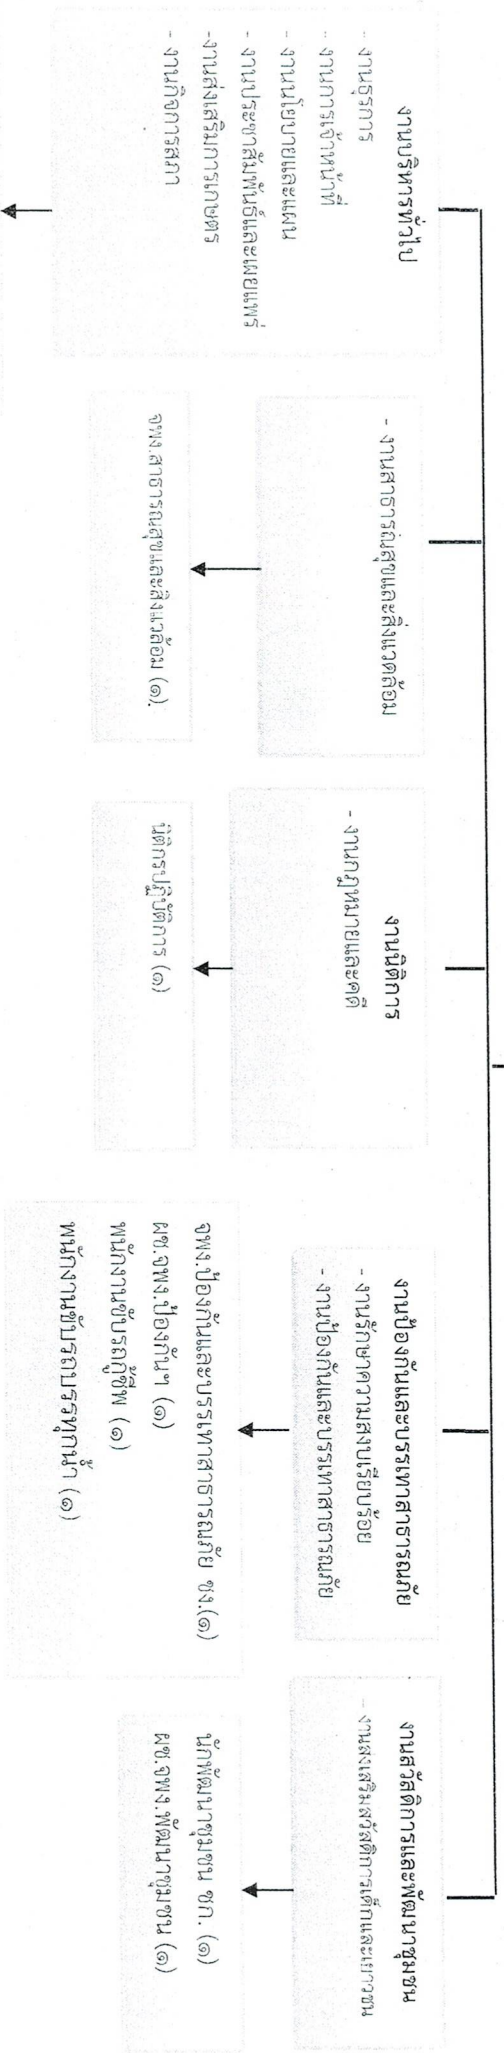 งานบริหารทั่วไป
- งานธุรการ
- งานการเจ้าหน้าที่
- งานนโยบายและแผน
- งานประชาสัมพันธ์และเผยแพร่
- งานส่งเสริมการเกษตร
- งานกิจการสภา
- งานสาธารณสุขและสิ่งแวดล้อม
จพง.สาธารณสุขและสิ่งแวล้อม (๑).
งานนิติการ
- งานกฎหมายและคดี
นิติกรปฏิบัติการ (๑)
งานป้องกันและบรรเทาสาธารณภัย
- งานรักษาความสงบเรียบร้อย
- งานป้องกันและบรรเทาสาธารณภัย
จพง.ป้องกันและบรรเทาสาธารณภัย ชง.(๑)
ผช.จพง.ป้องกันฯ (๑)
พนักงานขับรถกู้ชีพ (๑)
พนักงานขับรถบรรทุกน้ำ (๑)
งานสวัสดิการและพัฒนาชุมชน
- งานส่งเสริมสวัสดิการเด็กและเยาวชน
นักพัฒนาชุมชน ชก. (๑)
ผช.จพง.พัฒนาชุมชน (๑)